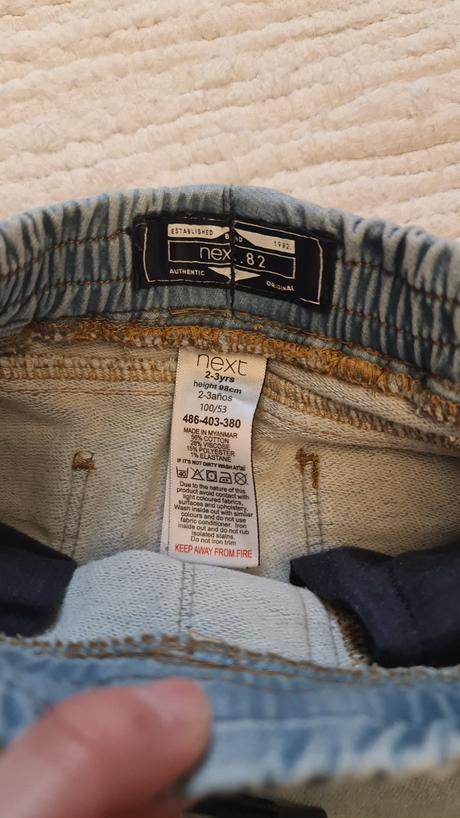 ESTABLISHED 1982.
nex .82
AUTHENTIC ORIGINAL
next
2-3yrs
height 98cm
2-3años
100/53
486-403-380
MADE IN MYANMAR
56% COTTON
28% VISCOSE
15% POLYESTER
1% ELASTANE
IF IT'S NOT DIRTY WASH AT 30
Due to the nature of this
product avoid contact with
light coloured fabrics,
surfaces and upholstery.
Wash inside out with similar
colours and do not use
fabric conditioner. Iron
inside out do not rub
isolated stains.
Do not iron trim
KEEP AWAY FROM FIRE